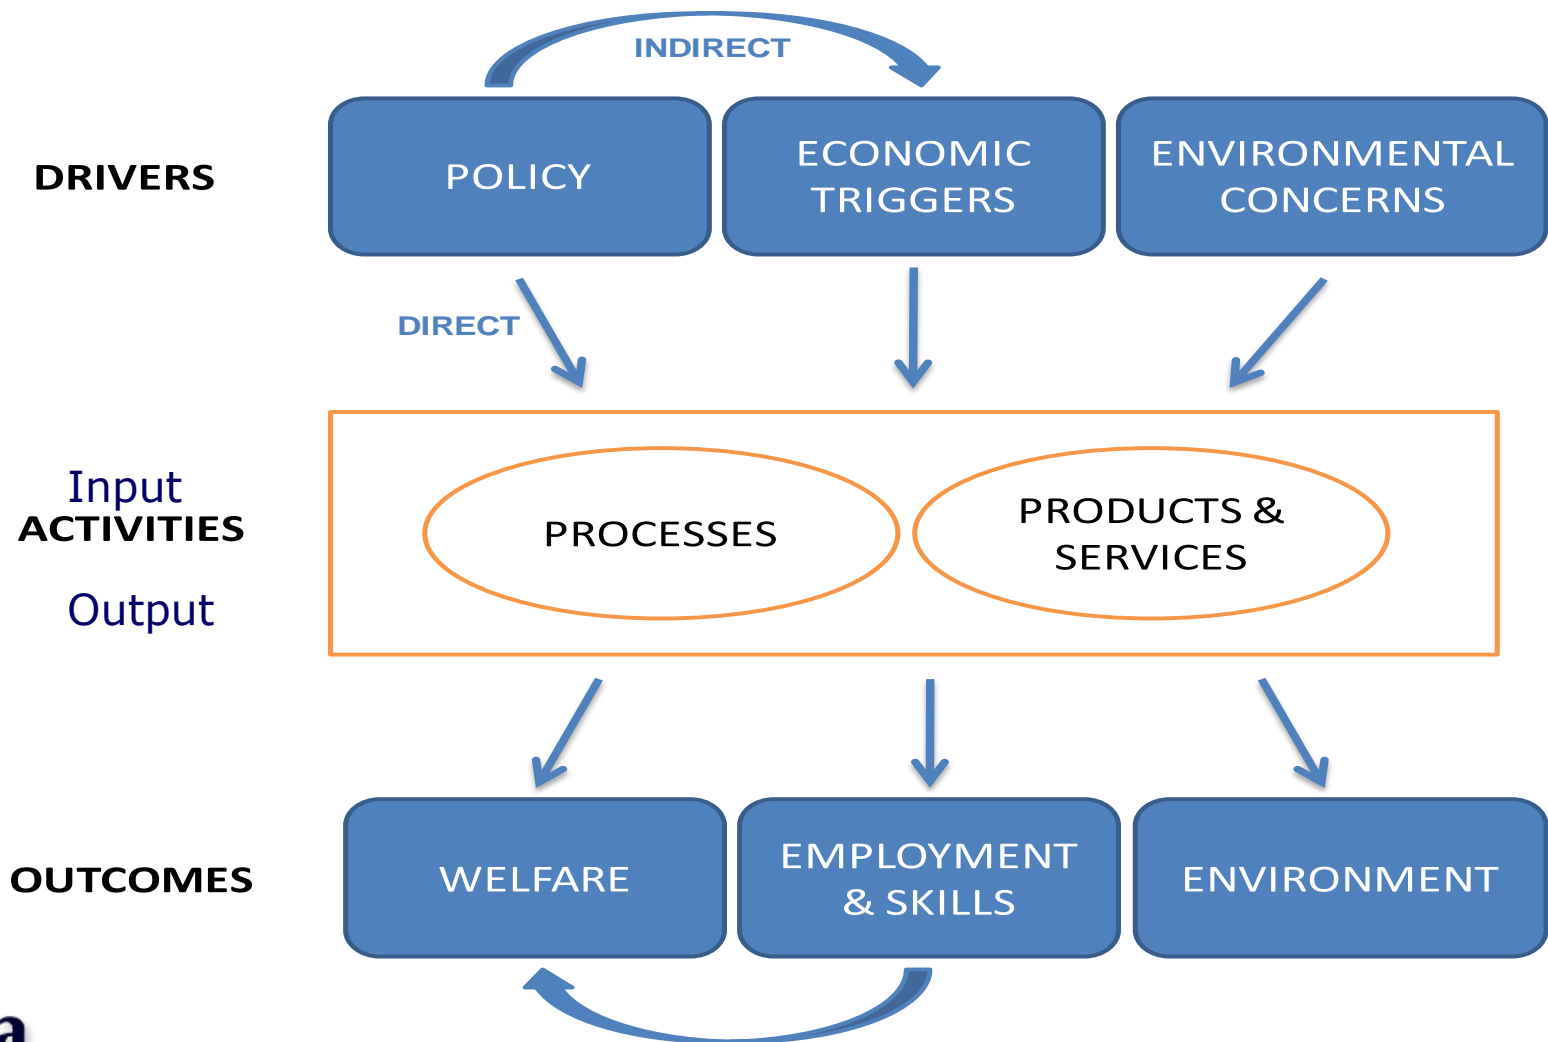 INDIRECT
DRIVERS
POLICY
ECONOMIC
TRIGGERS
ENVIRONMENTAL
CONCERNS
DIRECT
Input
ACTIVITIES
Output
PROCESSES
PRODUCTS &
SERVICES
OUTCOMES
WELFARE
EMPLOYMENT
& SKILLS
ENVIRONMENT
a